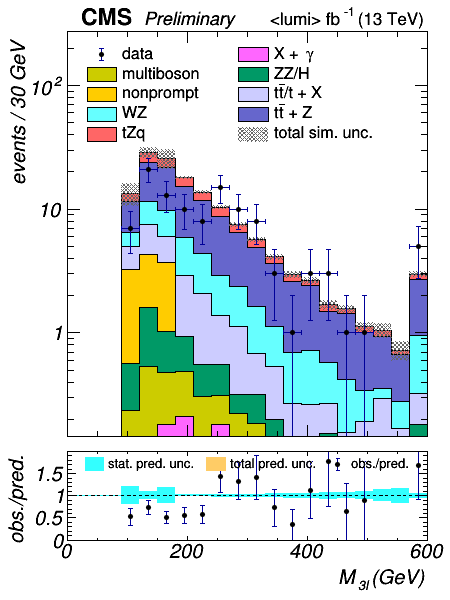 CMS Preliminary <lumi> fb⁻¹ (13 TeV)
events / 30 GeV
10²
10
1
data
multiboson
nonprompt
WZ
tZq
X + γ
ZZ/H
tt̄/t + X
tt̄ + Z
total sim. unc.
obs./pred.
1.5
1
0.5
0
stat. pred. unc. total pred. unc. obs./pred.
0 200 400 600
M3l (GeV)